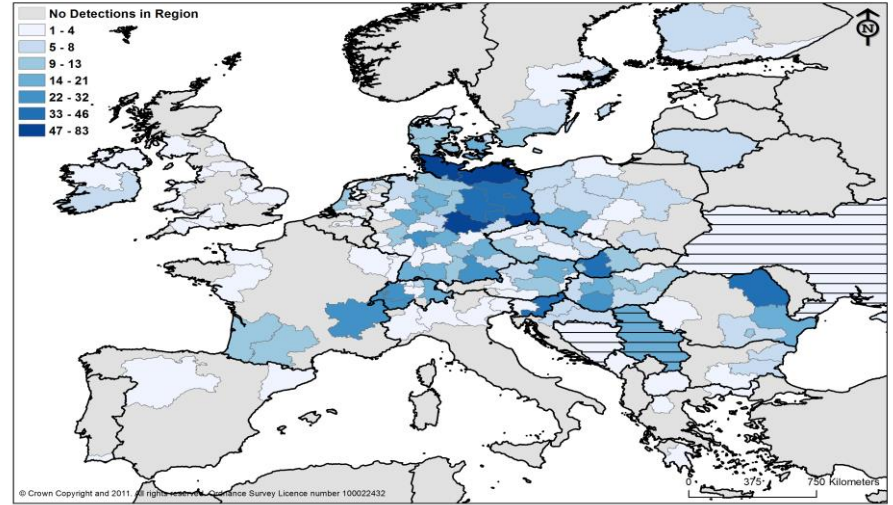 No Detections in Region
1 - 4
5 - 8
9 - 13
14 - 21
22 - 32
33 - 46
47 - 83
N
0 375 750 Kilometers
© Crown Copyright and 2011. All rights reserved. Ordnance Survey Licence number 100022432